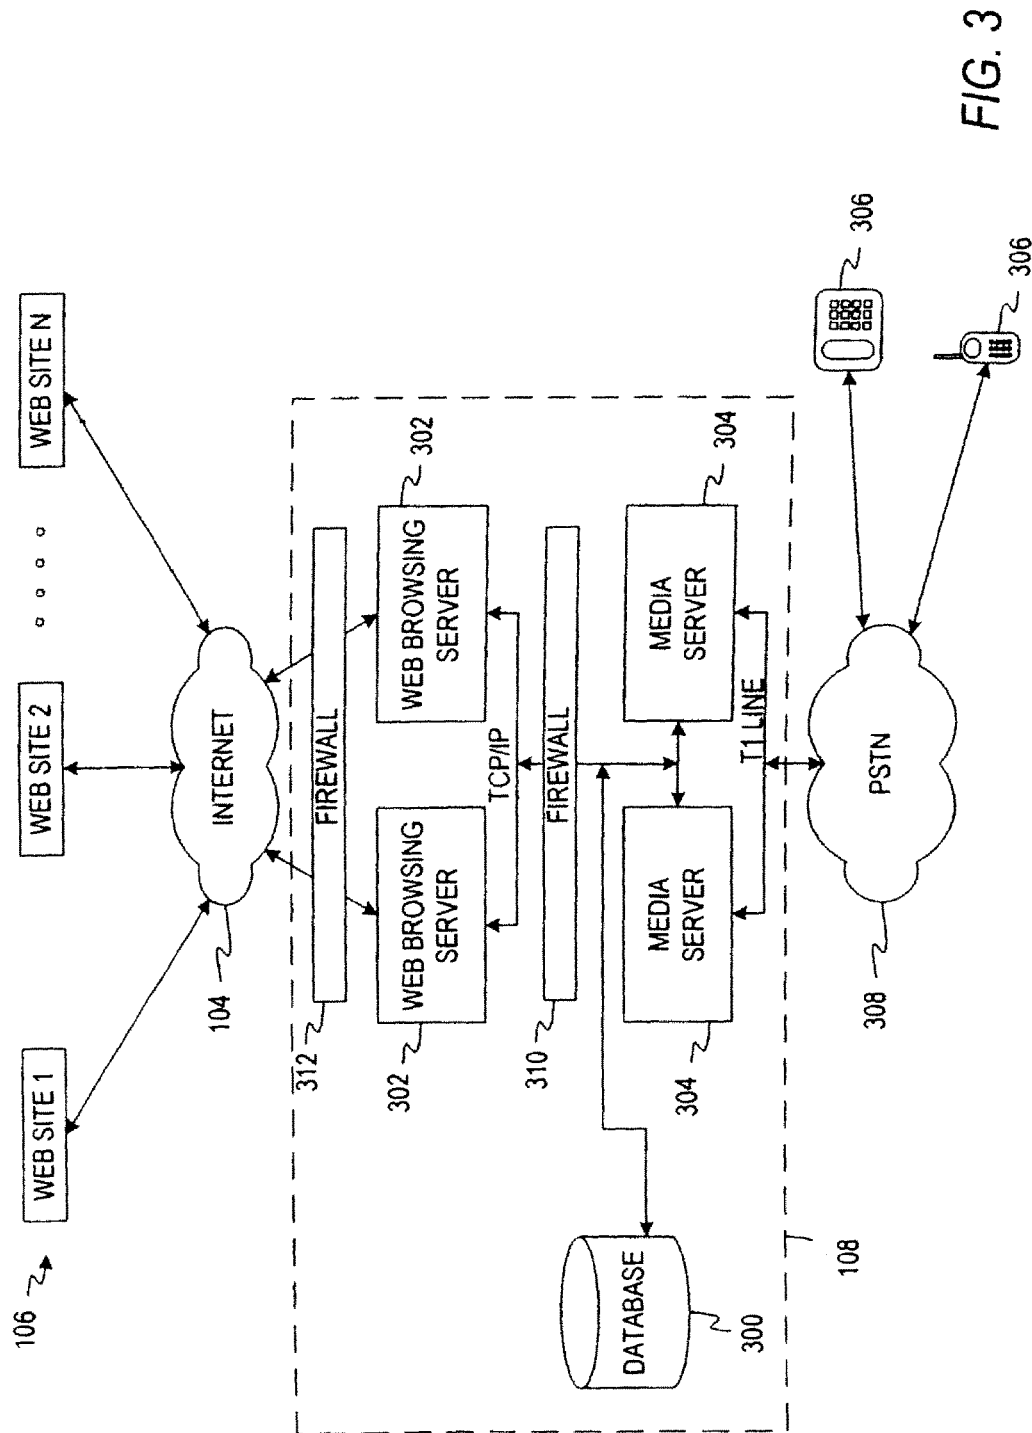 106
WEB SITE 1
WEB SITE 2
WEB SITE N
104
INTERNET
312
FIREWALL
302
WEB BROWSING
SERVER
WEB BROWSING
SERVER
302
TCP/IP
310
FIREWALL
DATABASE
300
304
MEDIA
SERVER
MEDIA
SERVER
304
T1 LINE
108
308
PSTN
306
306
FIG. 3